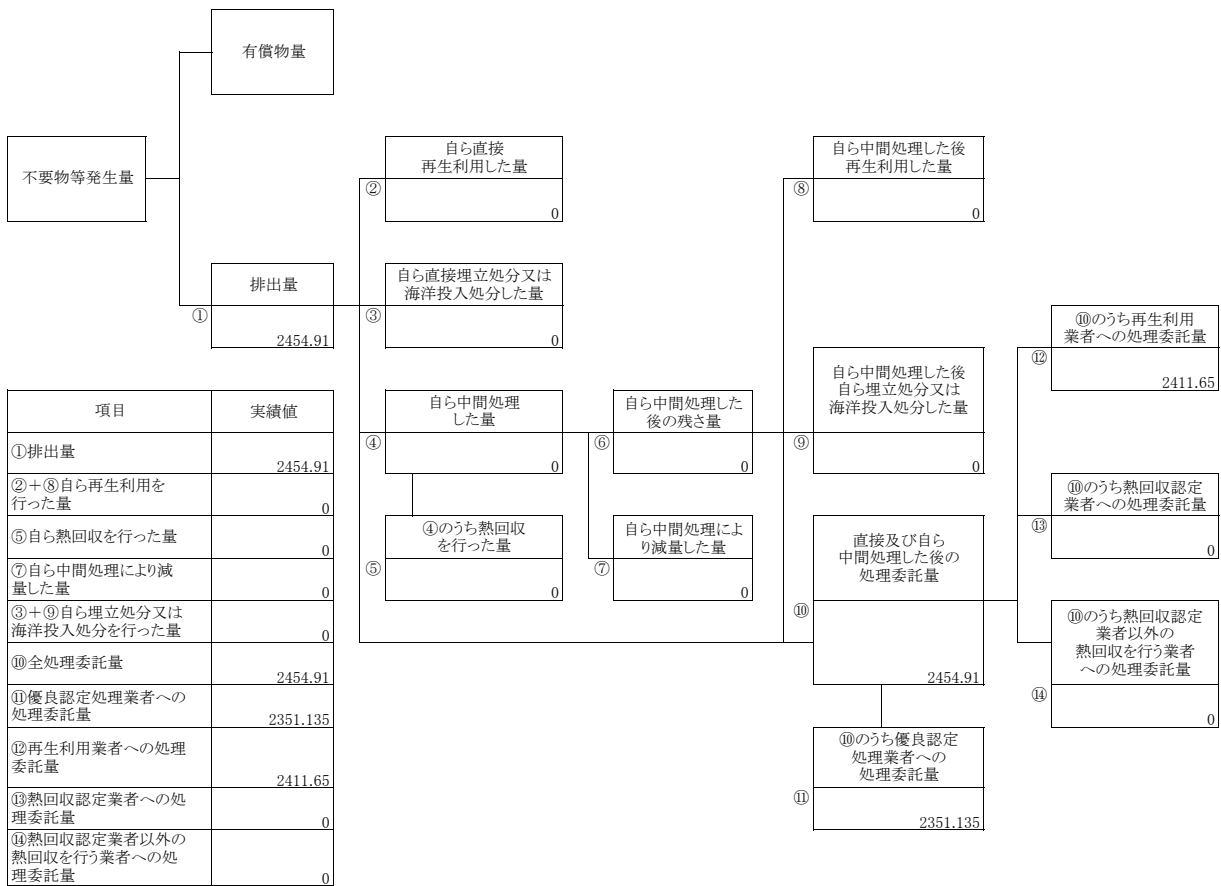 有償物量
不要物等発生量
自ら直接
再生利用した量
②
0
自ら中間処理した後
再生利用した量
⑧
0
排出量
①
2454.91
自ら直接埋立処分又は
海洋投入処分した量
③
0
⑩のうち再生利用
業者への処理委託量
⑫
2411.65
自ら中間処理
した量
④
0
自ら中間処理した
後の残さ量
⑥
0
自ら中間処理した後
自ら埋立処分又は
海洋投入処分した量
⑨
0
④のうち熱回収
を行った量
⑤
0
自ら中間処理によ
り減量した量
⑦
0
直接及び自ら
中間処理した後の
処理委託量
⑩
2454.91
⑩のうち熱回収認定
業者への処理委託量
⑬
0
⑩のうち熱回収認定
業者以外の
熱回収を行う業者
への処理委託量
⑭
0
⑩のうち優良認定
処理業者への
処理委託量
⑪
2351.135
項目 実績値
①排出量
2454.91
②＋⑧自ら再生利用を
行った量
0
⑤自ら熱回収を行った量
0
⑦自ら中間処理により減
量した量
0
③＋⑨自ら埋立処分又は
海洋投入処分を行った量
0
⑩全処理委託量
2454.91
⑪優良認定処理業者への
処理委託量
2351.135
⑫再生利用業者への処理
委託量
2411.65
⑬熱回収認定業者への処
理委託量
0
⑭熱回収認定業者以外の
熱回収を行う業者への処
理委託量
0